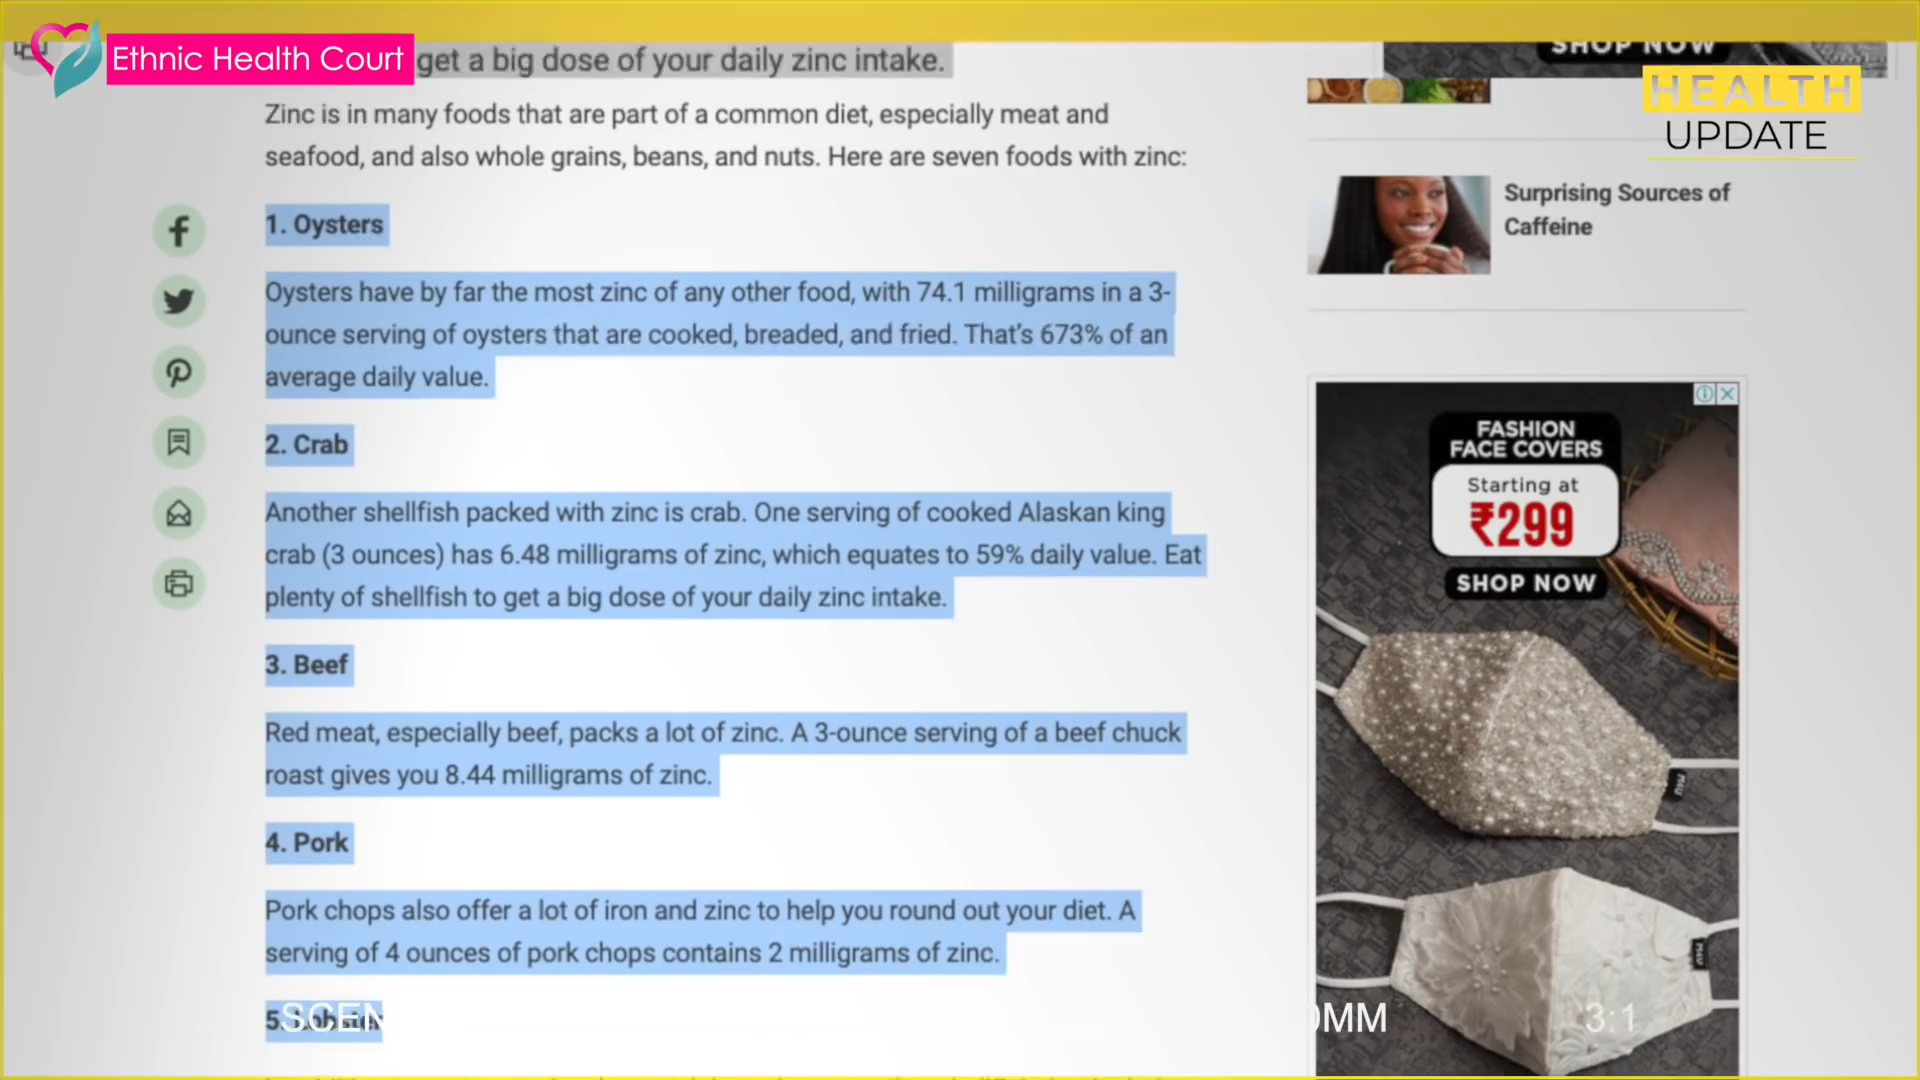 Ethnic Health Court
get a big dose of your daily zinc intake.
SHOP NOW
HEALTH
UPDATE
Zinc is in many foods that are part of a common diet, especially meat and
seafood, and also whole grains, beans, and nuts. Here are seven foods with zinc:
Surprising Sources of
Caffeine
1. Oysters
Oysters have by far the most zinc of any other food, with 74.1 milligrams in a 3-
ounce serving of oysters that are cooked, breaded, and fried. That's 673% of an
average daily value.
2. Crab
Another shellfish packed with zinc is crab. One serving of cooked Alaskan king
crab (3 ounces) has 6.48 milligrams of zinc, which equates to 59% daily value. Eat
plenty of shellfish to get a big dose of your daily zinc intake.
3. Beef
Red meat, especially beef, packs a lot of zinc. A 3-ounce serving of a beef chuck
roast gives you 8.44 milligrams of zinc.
4. Pork
Pork chops also offer a lot of iron and zinc to help you round out your diet. A
serving of 4 ounces of pork chops contains 2 milligrams of zinc.
5. Lobster
FASHION
FACE COVERS
Starting at
₹299
SHOP NOW
3:1